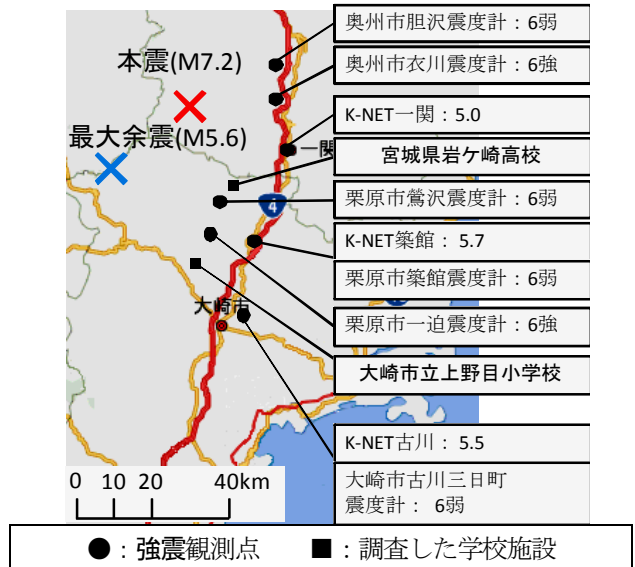 奥州市胆沢震度計：6弱
本震(M7.2)
奥州市衣川震度計：6強
K-NET一関：5.0
最大余震(M5.6)
一関
宮城県岩ケ崎高校
栗原市鶯沢震度計：6弱
4
K-NET築館：5.7
栗原市築館震度計：6弱
大崎市
栗原市一迫震度計：6強
大崎市立上野目小学校
K-NET古川：5.5
大崎市古川三日町
震度計： 6弱
0 10 20 40km
●：強震観測点 ■：調査した学校施設